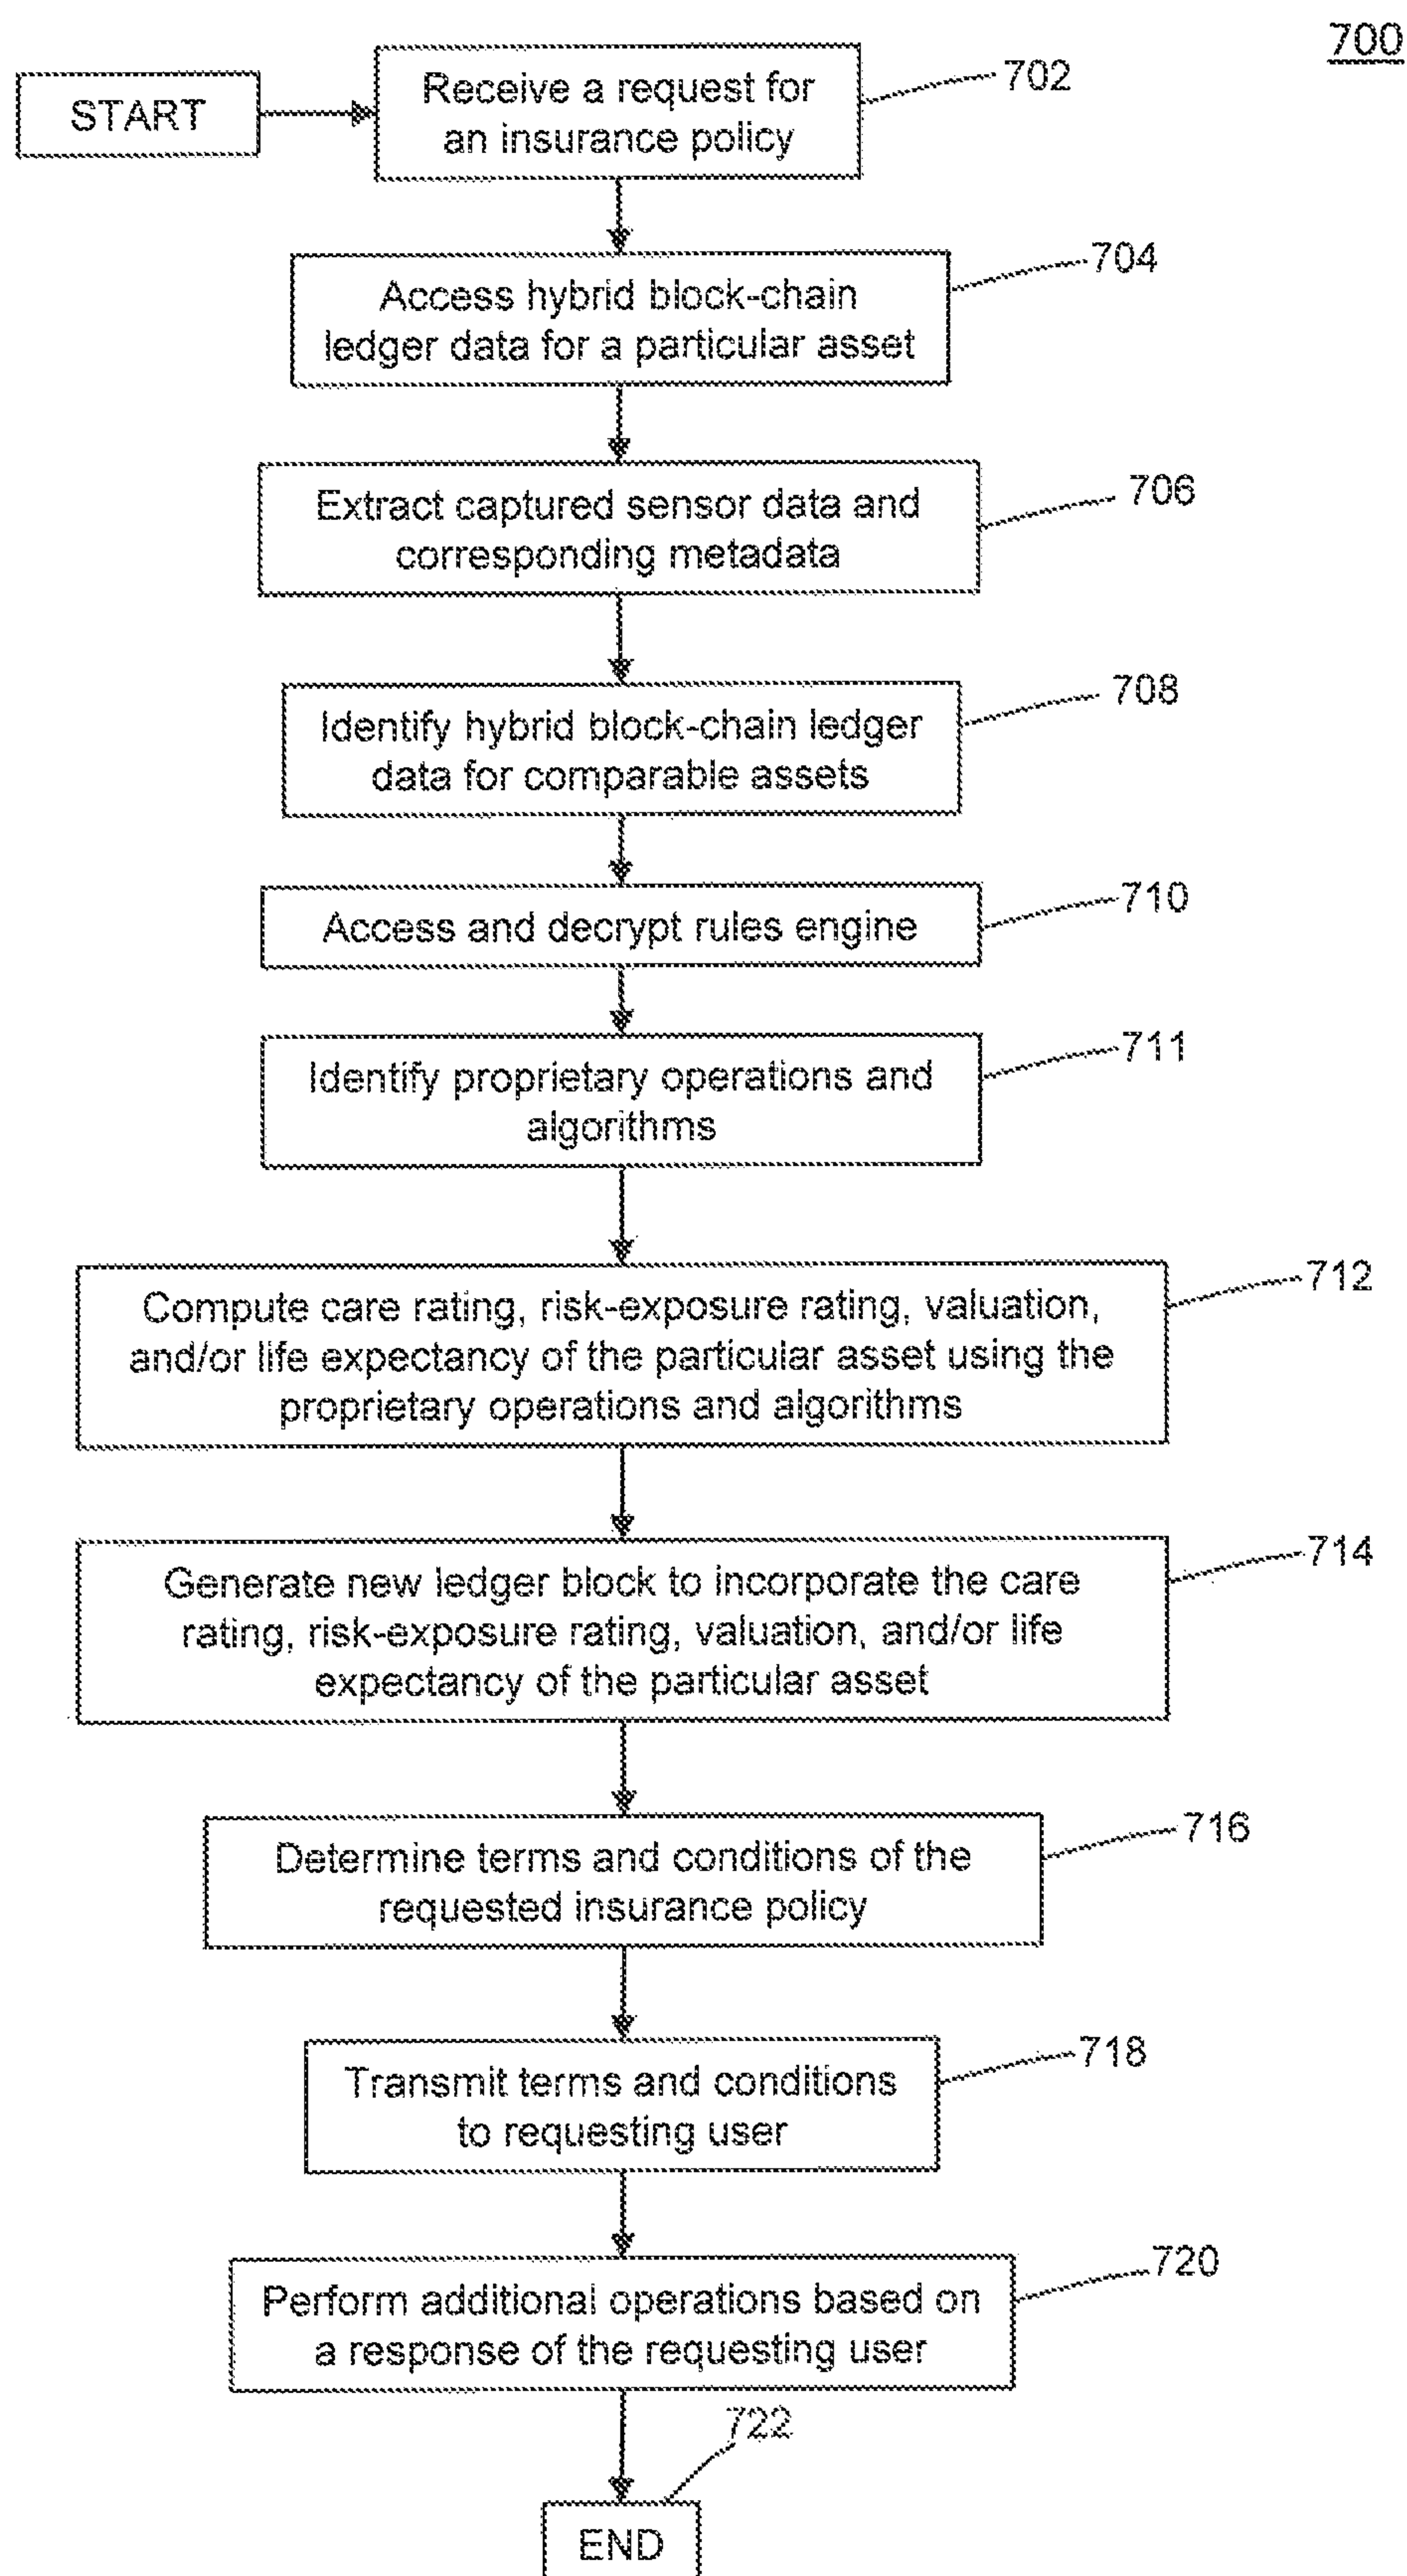 700
START
Receive a request for
an insurance policy
702
Access hybrid block-chain
ledger data for a particular asset
704
Extract captured sensor data and
corresponding metadata
706
Identify hybrid block-chain ledger
data for comparable assets
708
Access and decrypt rules engine
710
Identify proprietary operations and
algorithms
711
Compute care rating, risk-exposure rating, valuation,
and/or life expectancy of the particular asset using the
proprietary operations and algorithms
712
Generate new ledger block to incorporate the care
rating, risk-exposure rating, valuation, and/or life
expectancy of the particular asset
714
Determine terms and conditions of the
requested insurance policy
716
Transmit terms and conditions
to requesting user
718
Perform additional operations based on
a response of the requesting user
720
722
END